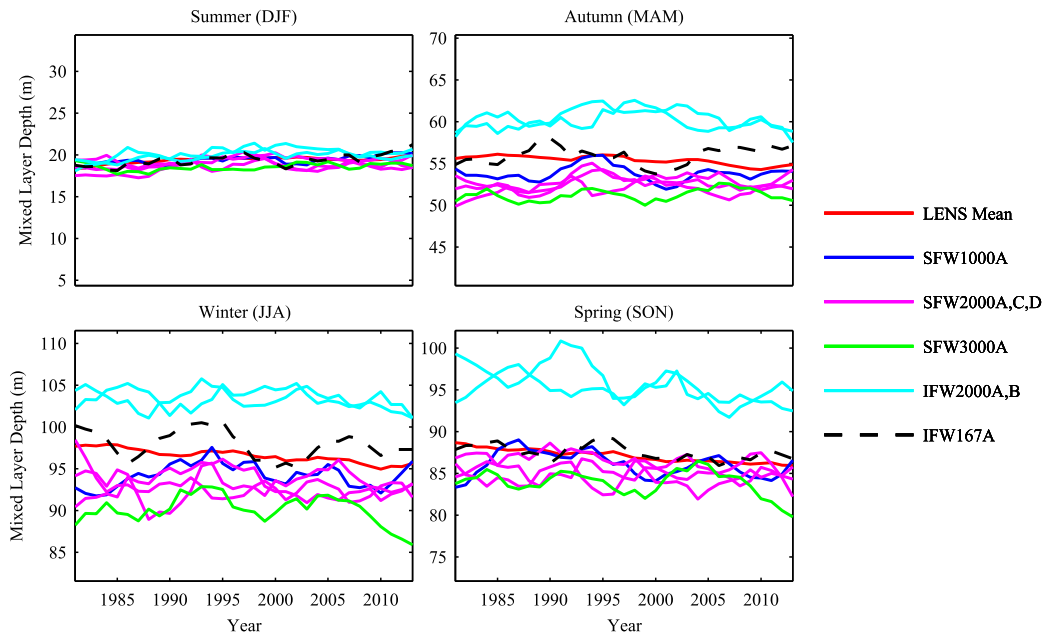 Summer (DJF)
Autumn (MAM)
Mixed Layer Depth (m)
30
25
20
15
10
5
70
65
60
55
50
45
LENS Mean
SFW1000A
SFW2000A,C,D
SFW3000A
IFW2000A,B
IFW167A
Winter (JJA)
Spring (SON)
Mixed Layer Depth (m)
110
105
100
95
90
85
100
95
90
85
80
75
1985 1990 1995 2000 2005 2010
1985 1990 1995 2000 2005 2010
Year
Year